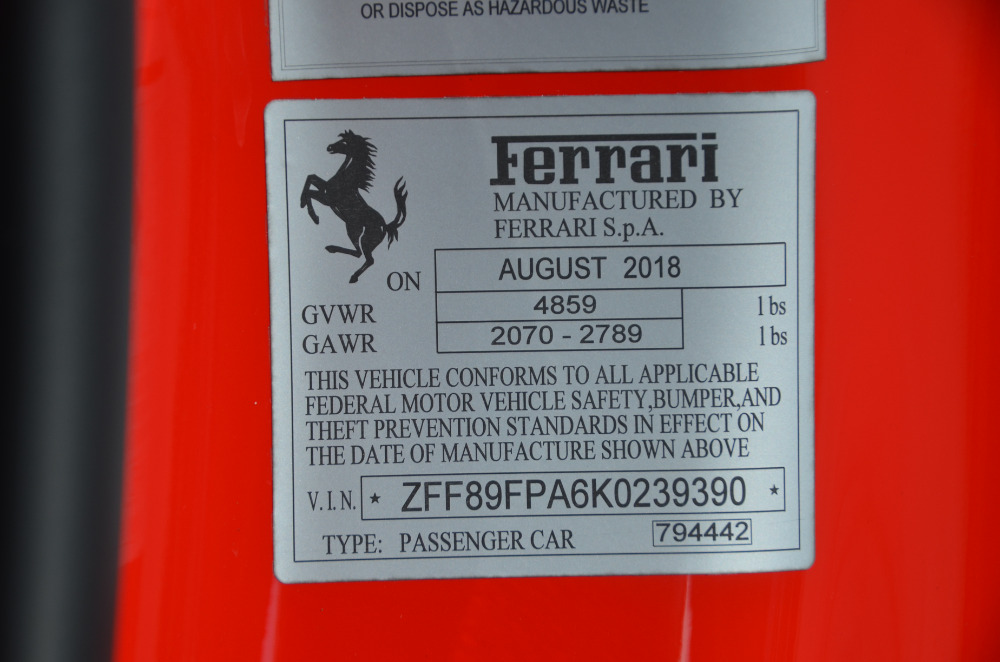 OR DISPOSE AS HAZARDOUS WASTE
Ferrari
MANUFACTURED BY
FERRARI S.p.A.
ON AUGUST 2018
GVWR 4859 lbs
GAWR 2070 - 2789 lbs
THIS VEHICLE CONFORMS TO ALL APPLICABLE
FEDERAL MOTOR VEHICLE SAFETY,BUMPER,AND
THEFT PREVENTION STANDARDS IN EFFECT ON
THE DATE OF MANUFACTURE SHOWN ABOVE
V.I.N. * ZFF89FPA6K0239390 *
TYPE: PASSENGER CAR 794442